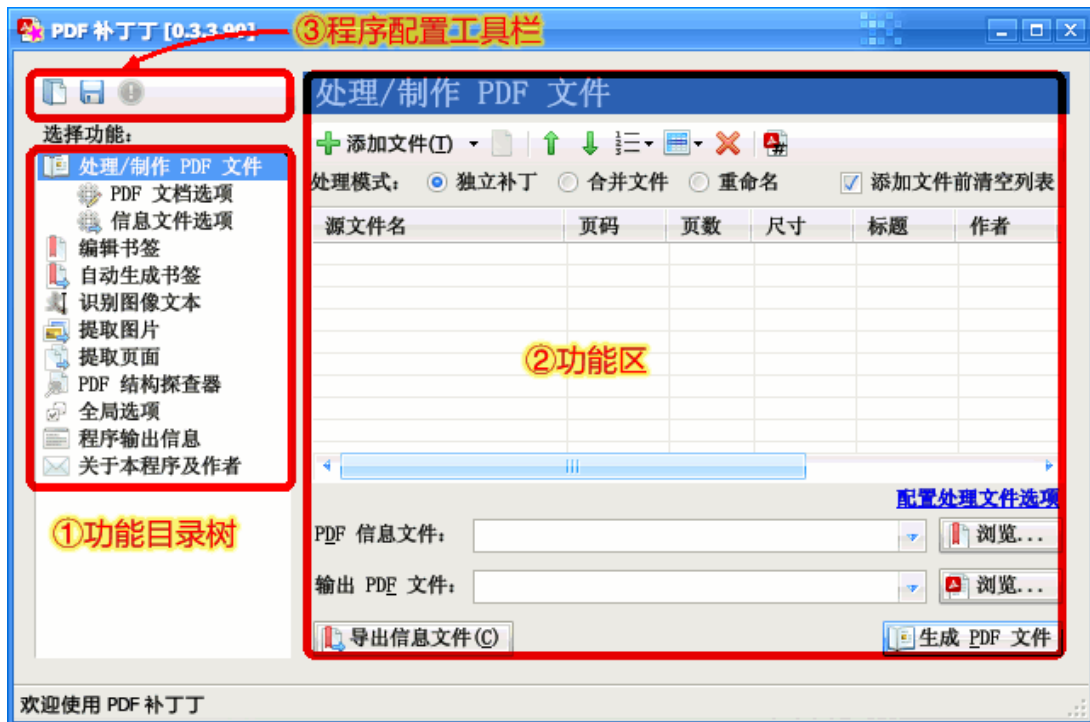 PDF 补丁丁 [0.3.3.90]
③程序配置工具栏
选择功能:
处理/制作 PDF 文件
PDF 文档选项
信息文件选项
编辑书签
自动生成书签
识别图像文本
提取图片
提取页面
PDF 结构探查器
全局选项
程序输出信息
关于本程序及作者
①功能目录树
处理/制作 PDF 文件
添加文件(T)
处理模式: 独立补丁 合并文件 重命名 添加文件前清空列表
源文件名 页码 页数 尺寸 标题 作者
②功能区
配置处理文件选项
PDF 信息文件: 浏览...
输出 PDF 文件: 浏览...
导出信息文件(C) 生成 PDF 文件
欢迎使用 PDF 补丁丁